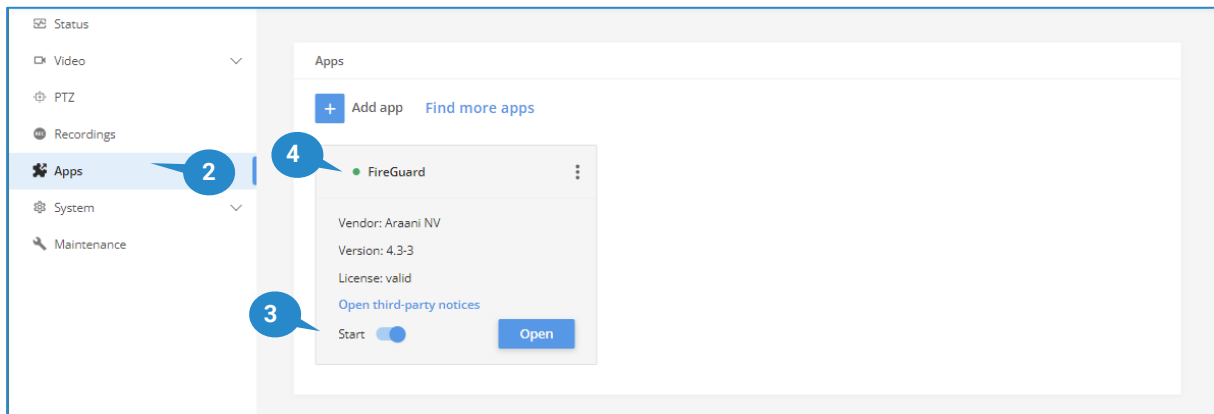 Status
Video
PTZ
Recordings
Apps
System
Maintenance
2
Apps
+ Add app Find more apps
4
FireGuard
Vendor: Araani NV
Version: 4.3-3
License: valid
Open third-party notices
3
Start Open